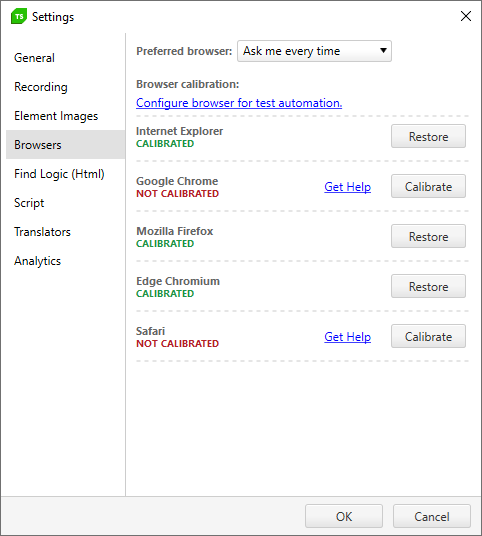 TS Settings
General
Recording
Element Images
Browsers
Find Logic (Html)
Script
Translators
Analytics
Preferred browser: Ask me every time
Browser calibration:
Configure browser for test automation.
Internet Explorer
CALIBRATED
Restore
Google Chrome
NOT CALIBRATED
Get Help Calibrate
Mozilla Firefox
CALIBRATED
Restore
Edge Chromium
CALIBRATED
Restore
Safari
NOT CALIBRATED
Get Help Calibrate
OK Cancel